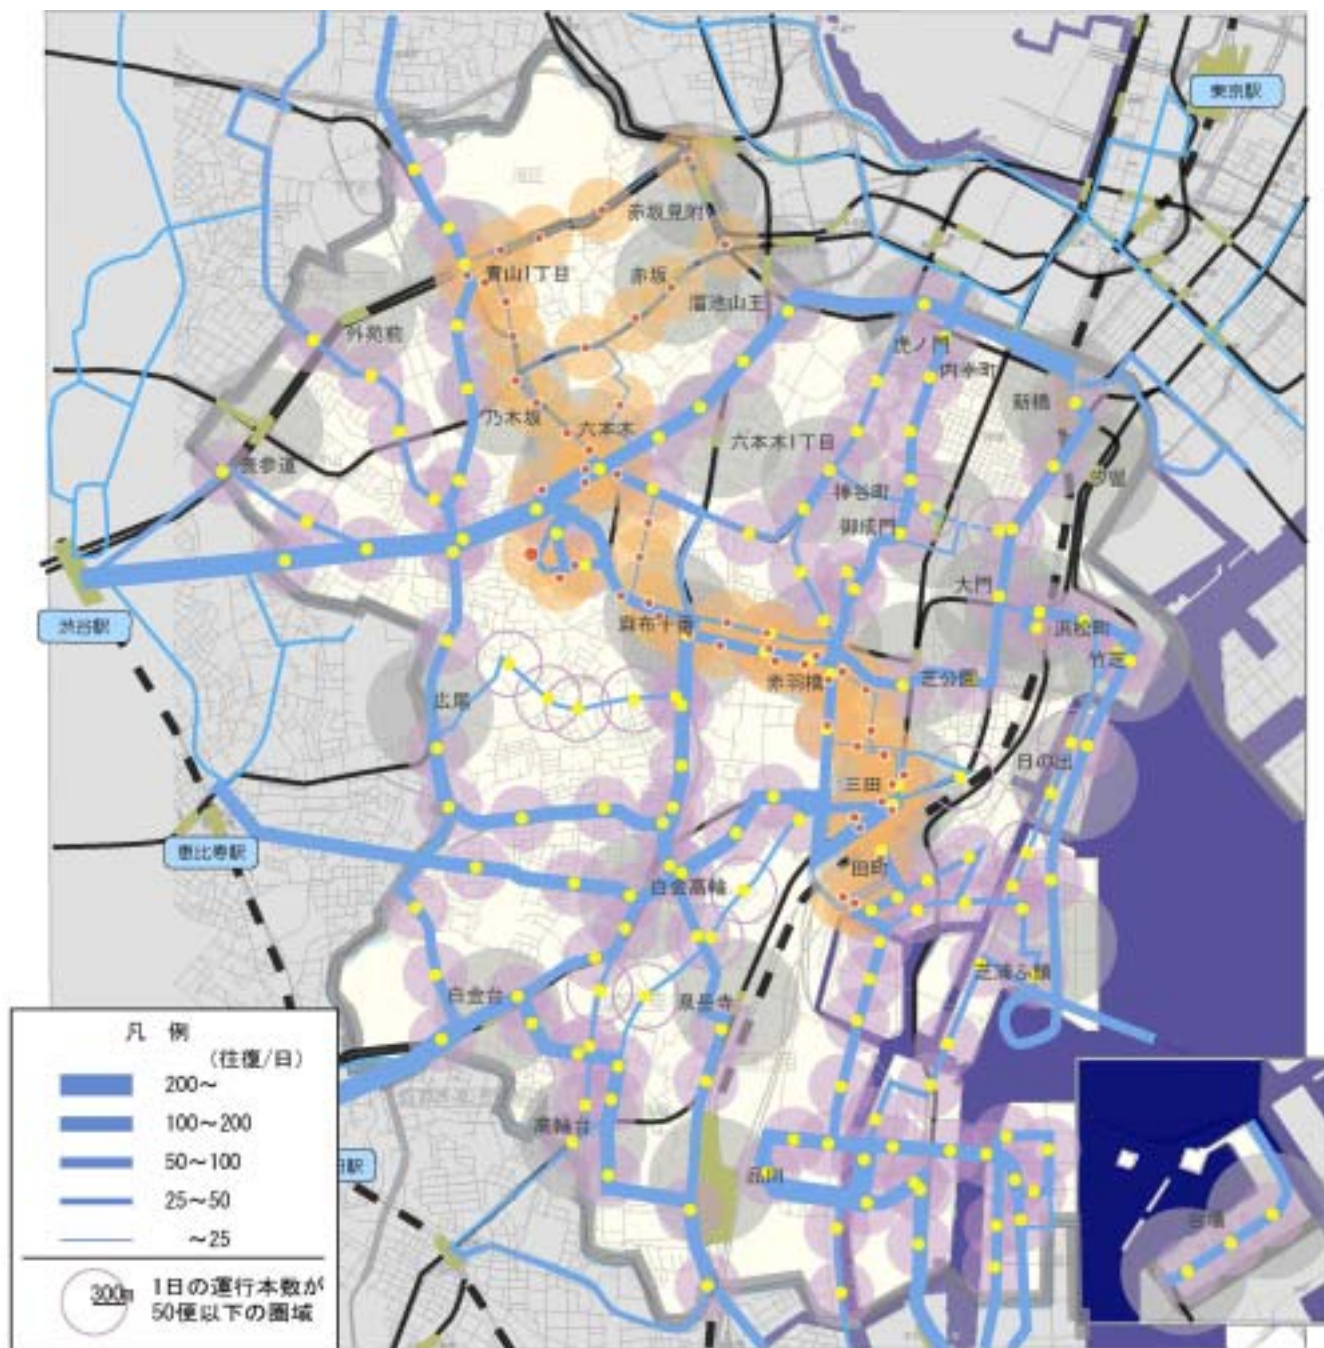 東京駅
赤坂見附
青山1丁目
赤坂
溜池山王
外苑前
虎ノ門
内幸町
新橋
乃木坂
六本木
六本木1丁目
表参道
神谷町
汐留
御成門
大門
渋谷駅
麻布十番
浜松町
竹芝
広尾
赤羽橋
芝公園
日の出
三田
恵比寿駅
田町
白金高輪
芝浦ふ頭
白金台
泉岳寺
高輪台
品川
台場
凡 例
(往復/日)
200~
100~200
50~100
25~50
~25
300m
1日の運行本数が
50便以下の圏域